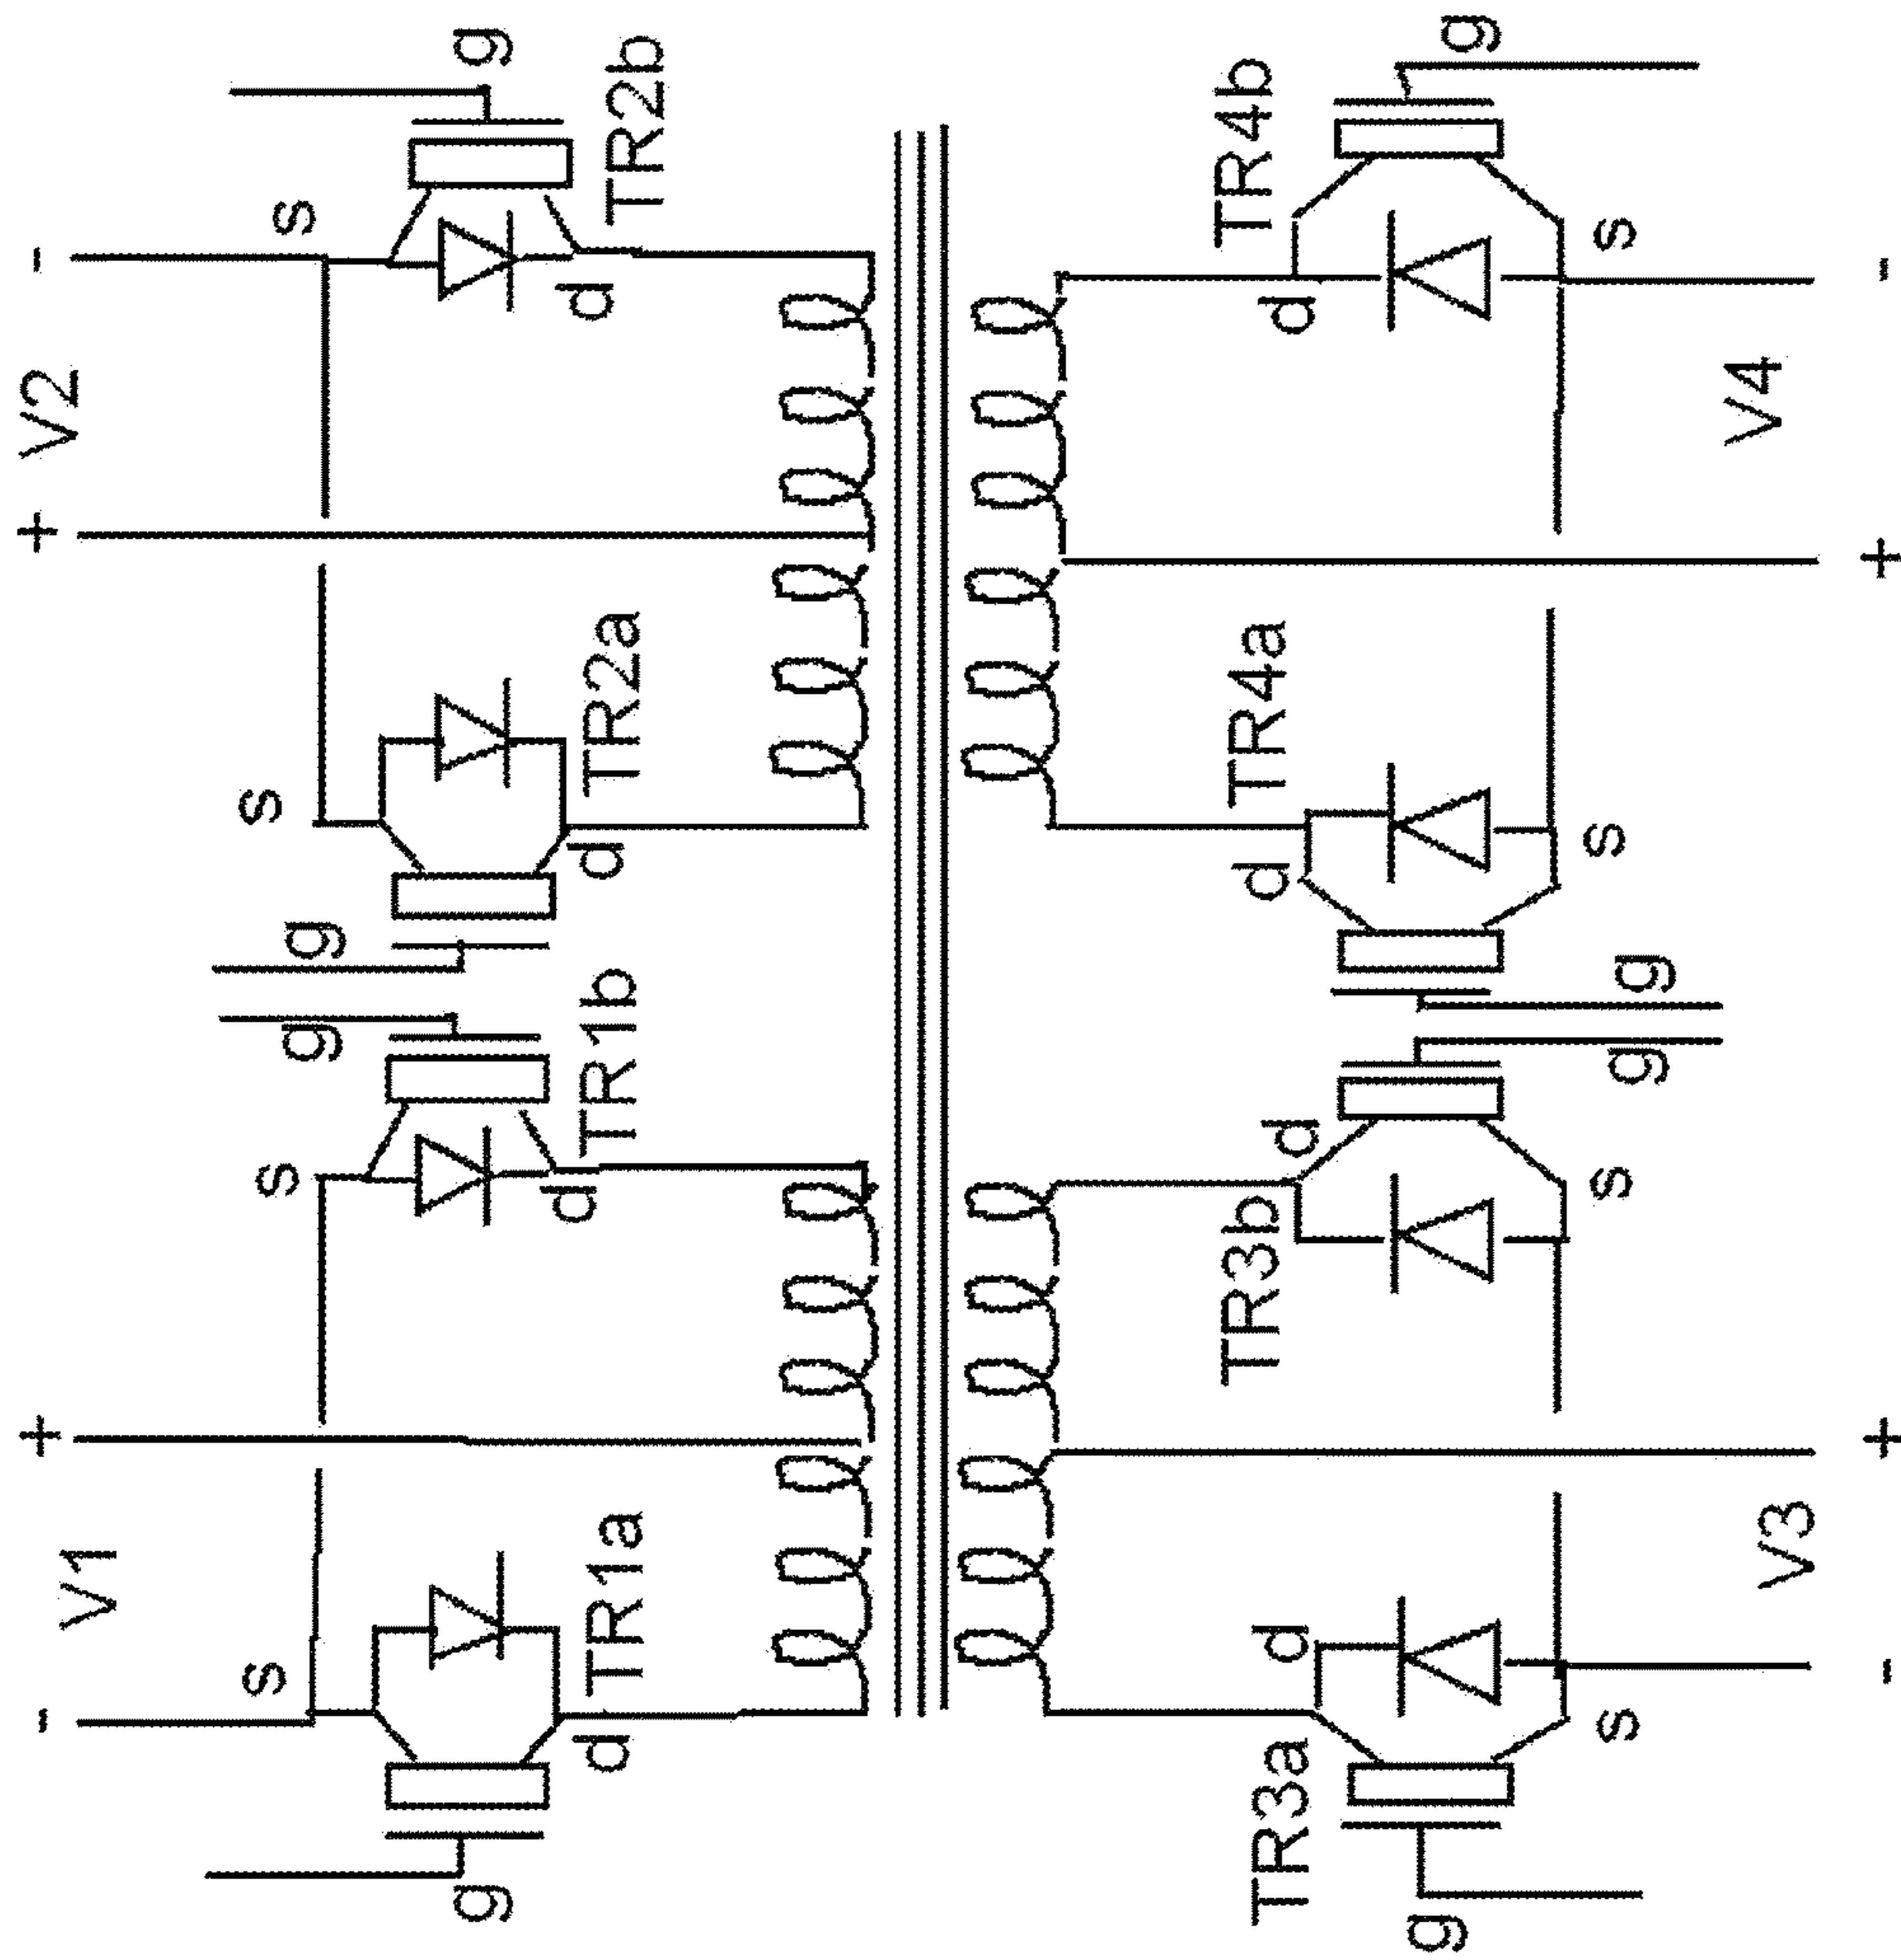 -
V1
+
+
V2
-
s
s
s
s
g
g
g
g
d
TR1a
d
TR1b
d
TR2a
d
TR2b
TR3a
d
TR3b
d
d
TR4a
d
TR4b
g
s
s
g
g
s
s
g
V3
V4
-
+
+
-